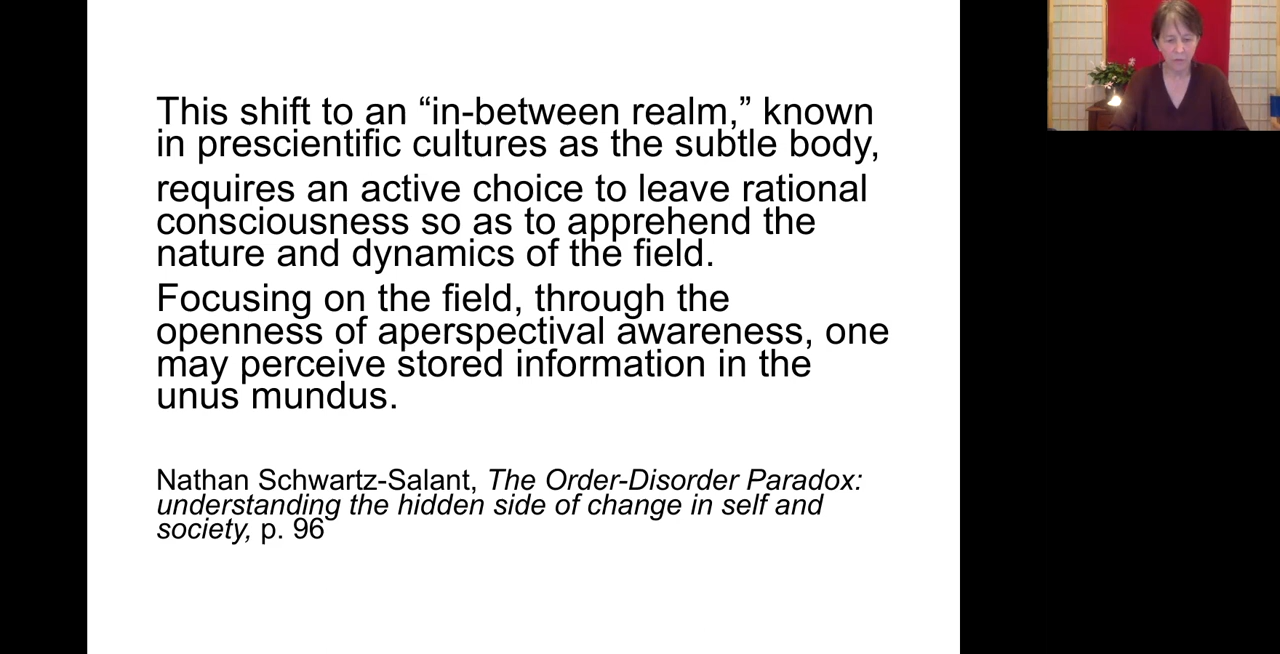 This shift to an “in-between realm,” known
in prescientific cultures as the subtle body,
requires an active choice to leave rational
consciousness so as to apprehend the
nature and dynamics of the field.
Focusing on the field, through the
openness of aperspectival awareness, one
may perceive stored information in the
unus mundus.
Nathan Schwartz-Salant, The Order-Disorder Paradox:
understanding the hidden side of change in self and
society, p. 96